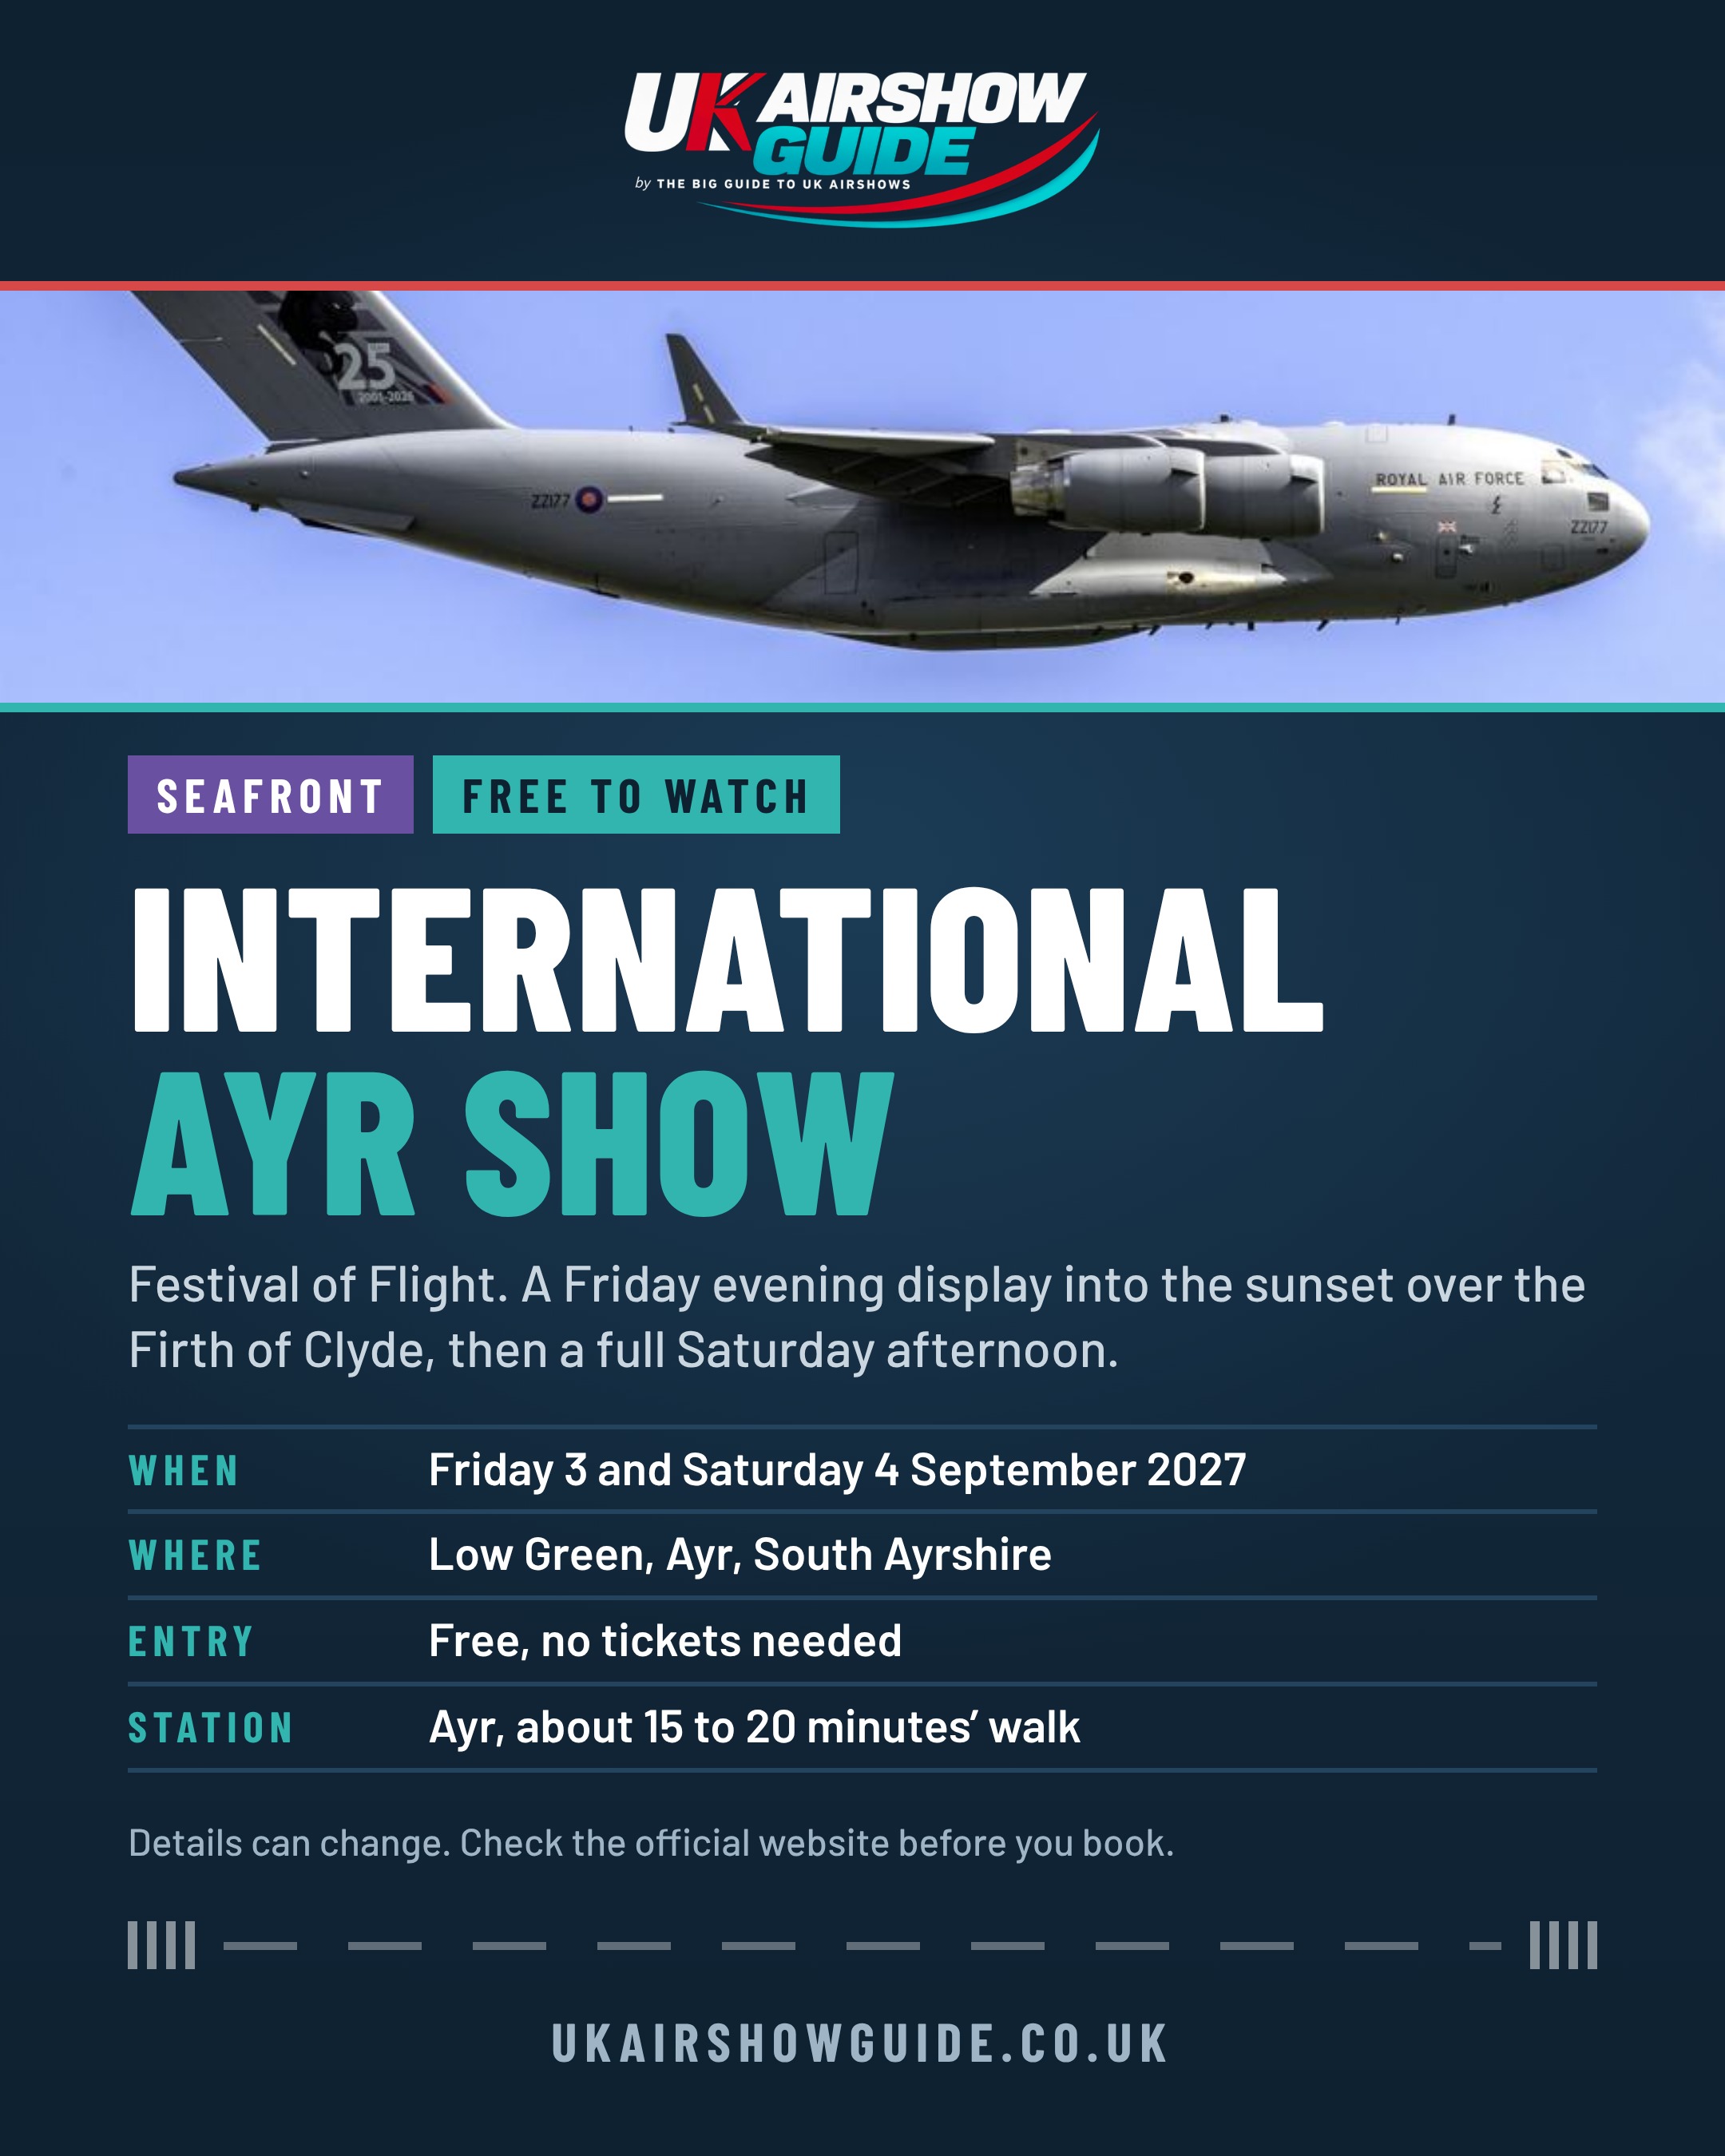 UK AIRSHOW
GUIDE
by THE BIG GUIDE TO UK AIRSHOWS
25
2001-2026
ROYAL AIR FORCE
ZZ177
ZZ177
SEAFRONT
FREE TO WATCH
INTERNATIONAL
AYR SHOW
Festival of Flight. A Friday evening display into the sunset over the
Firth of Clyde, then a full Saturday afternoon.
WHEN Friday 3 and Saturday 4 September 2027
WHERE Low Green, Ayr, South Ayrshire
ENTRY Free, no tickets needed
STATION Ayr, about 15 to 20 minutes’ walk
Details can change. Check the official website before you book.
UKAIRSHOWGUIDE.CO.UK